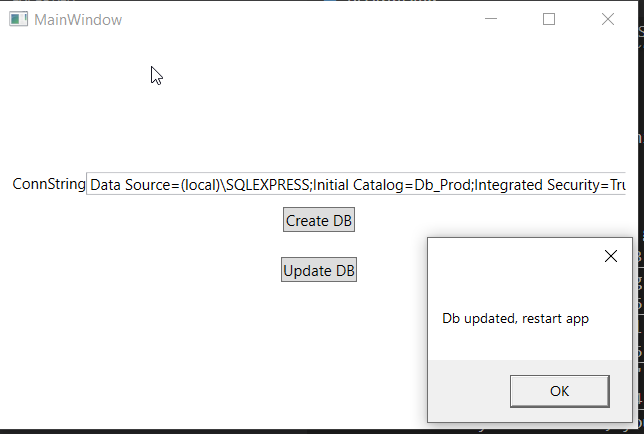 MainWindow
ConnString Data Source=(local)\SQLEXPRESS;Initial Catalog=Db_Prod;Integrated Security=Tru
Create DB
Update DB
Db updated, restart app
OK